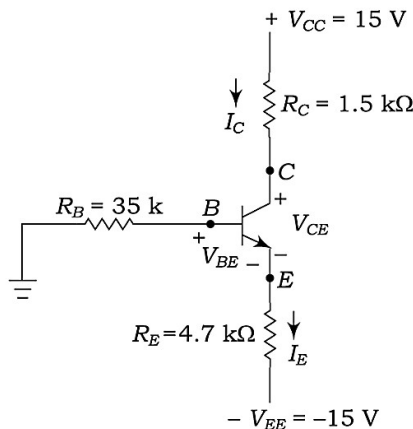 + V_CC = 15 V
I_C
R_C = 1.5 kΩ
C
+
R_B = 35 k
B
V_CE
+
V_BE
−
−
E
R_E=4.7 kΩ
I_E
− V_EE = −15 V